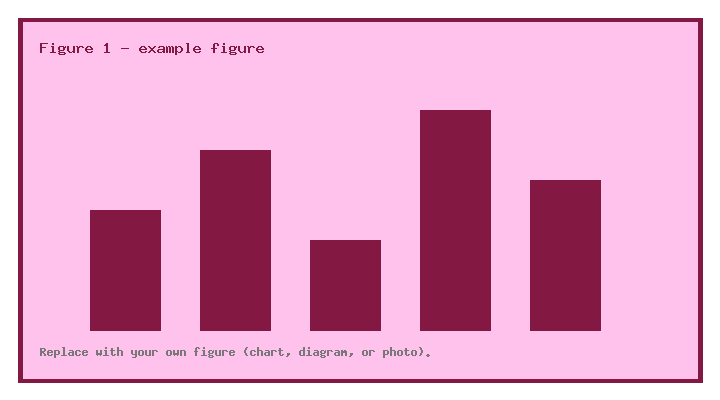 Figure 1 — example figure
Replace with your own figure (chart, diagram, or photo).